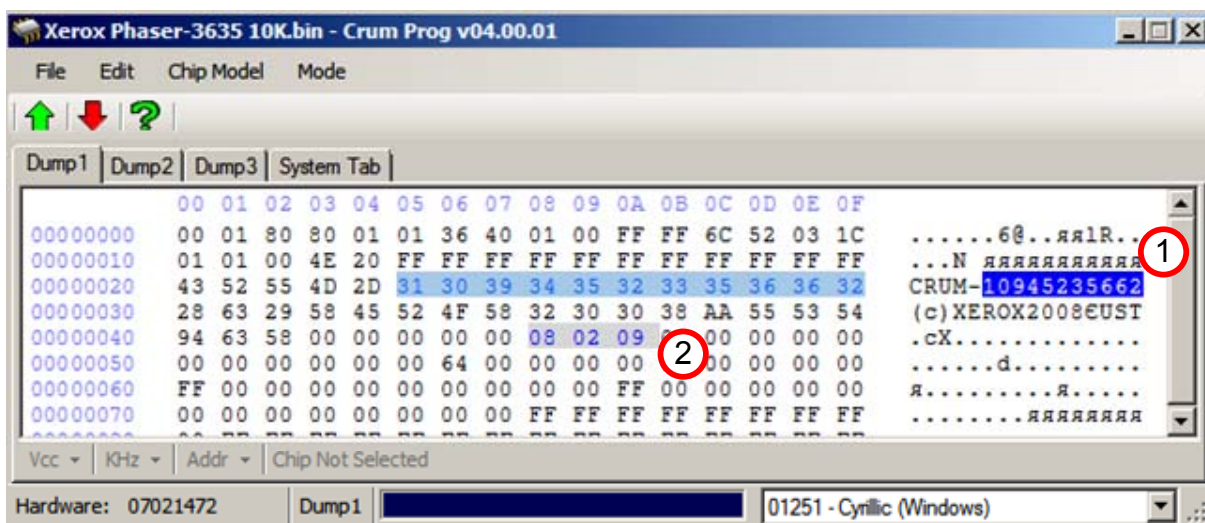 Xerox Phaser-3635 10K.bin - Crum Prog v04.00.01
File Edit Chip Model Mode
Dump1 Dump2 Dump3 System Tab
00 01 02 03 04 05 06 07 08 09 0A 0B 0C 0D 0E 0F
00000000 00 01 80 80 01 01 36 40 01 00 FF FF 6C 52 03 1C ......6@..яяlR..
1
00000010 01 01 00 4E 20 FF FF FF FF FF FF FF FF FF FF FF ...N яяяяяяяяяяя
00000020 43 52 55 4D 2D 31 30 39 34 35 32 33 35 36 36 32 CRUM-10945235662
00000030 28 63 29 58 45 52 4F 58 32 30 30 38 AA 55 53 54 (c)XEROX2008ЄUST
00000040 94 63 58 00 00 00 00 00 08 02 09 00 00 00 00 .cX.............
2
00000050 00 00 00 00 00 00 64 00 00 00 00 00 00 00 00 ......d.........
00000060 FF 00 00 00 00 00 00 00 00 00 FF 00 00 00 00 00 я.........я.....
00000070 00 00 00 00 00 00 00 00 FF FF FF FF FF FF FF FF ........яяяяяяяя
Vcc KHz Addr Chip Not Selected
Hardware: 07021472 Dump1 01251 - Cyrillic (Windows)